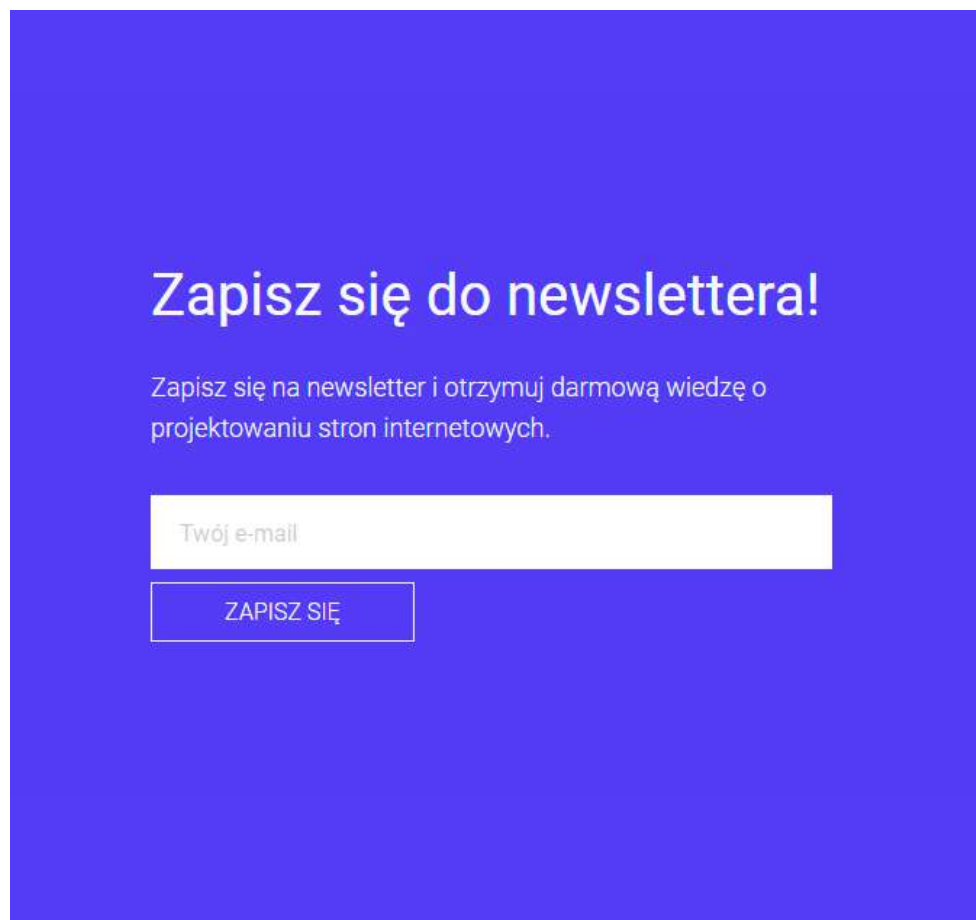 Zapisz się do newslettera!
Zapisz się na newsletter i otrzymuj darmową wiedzę o
projektowaniu stron internetowych.
Twój e-mail
ZAPISZ SIĘ